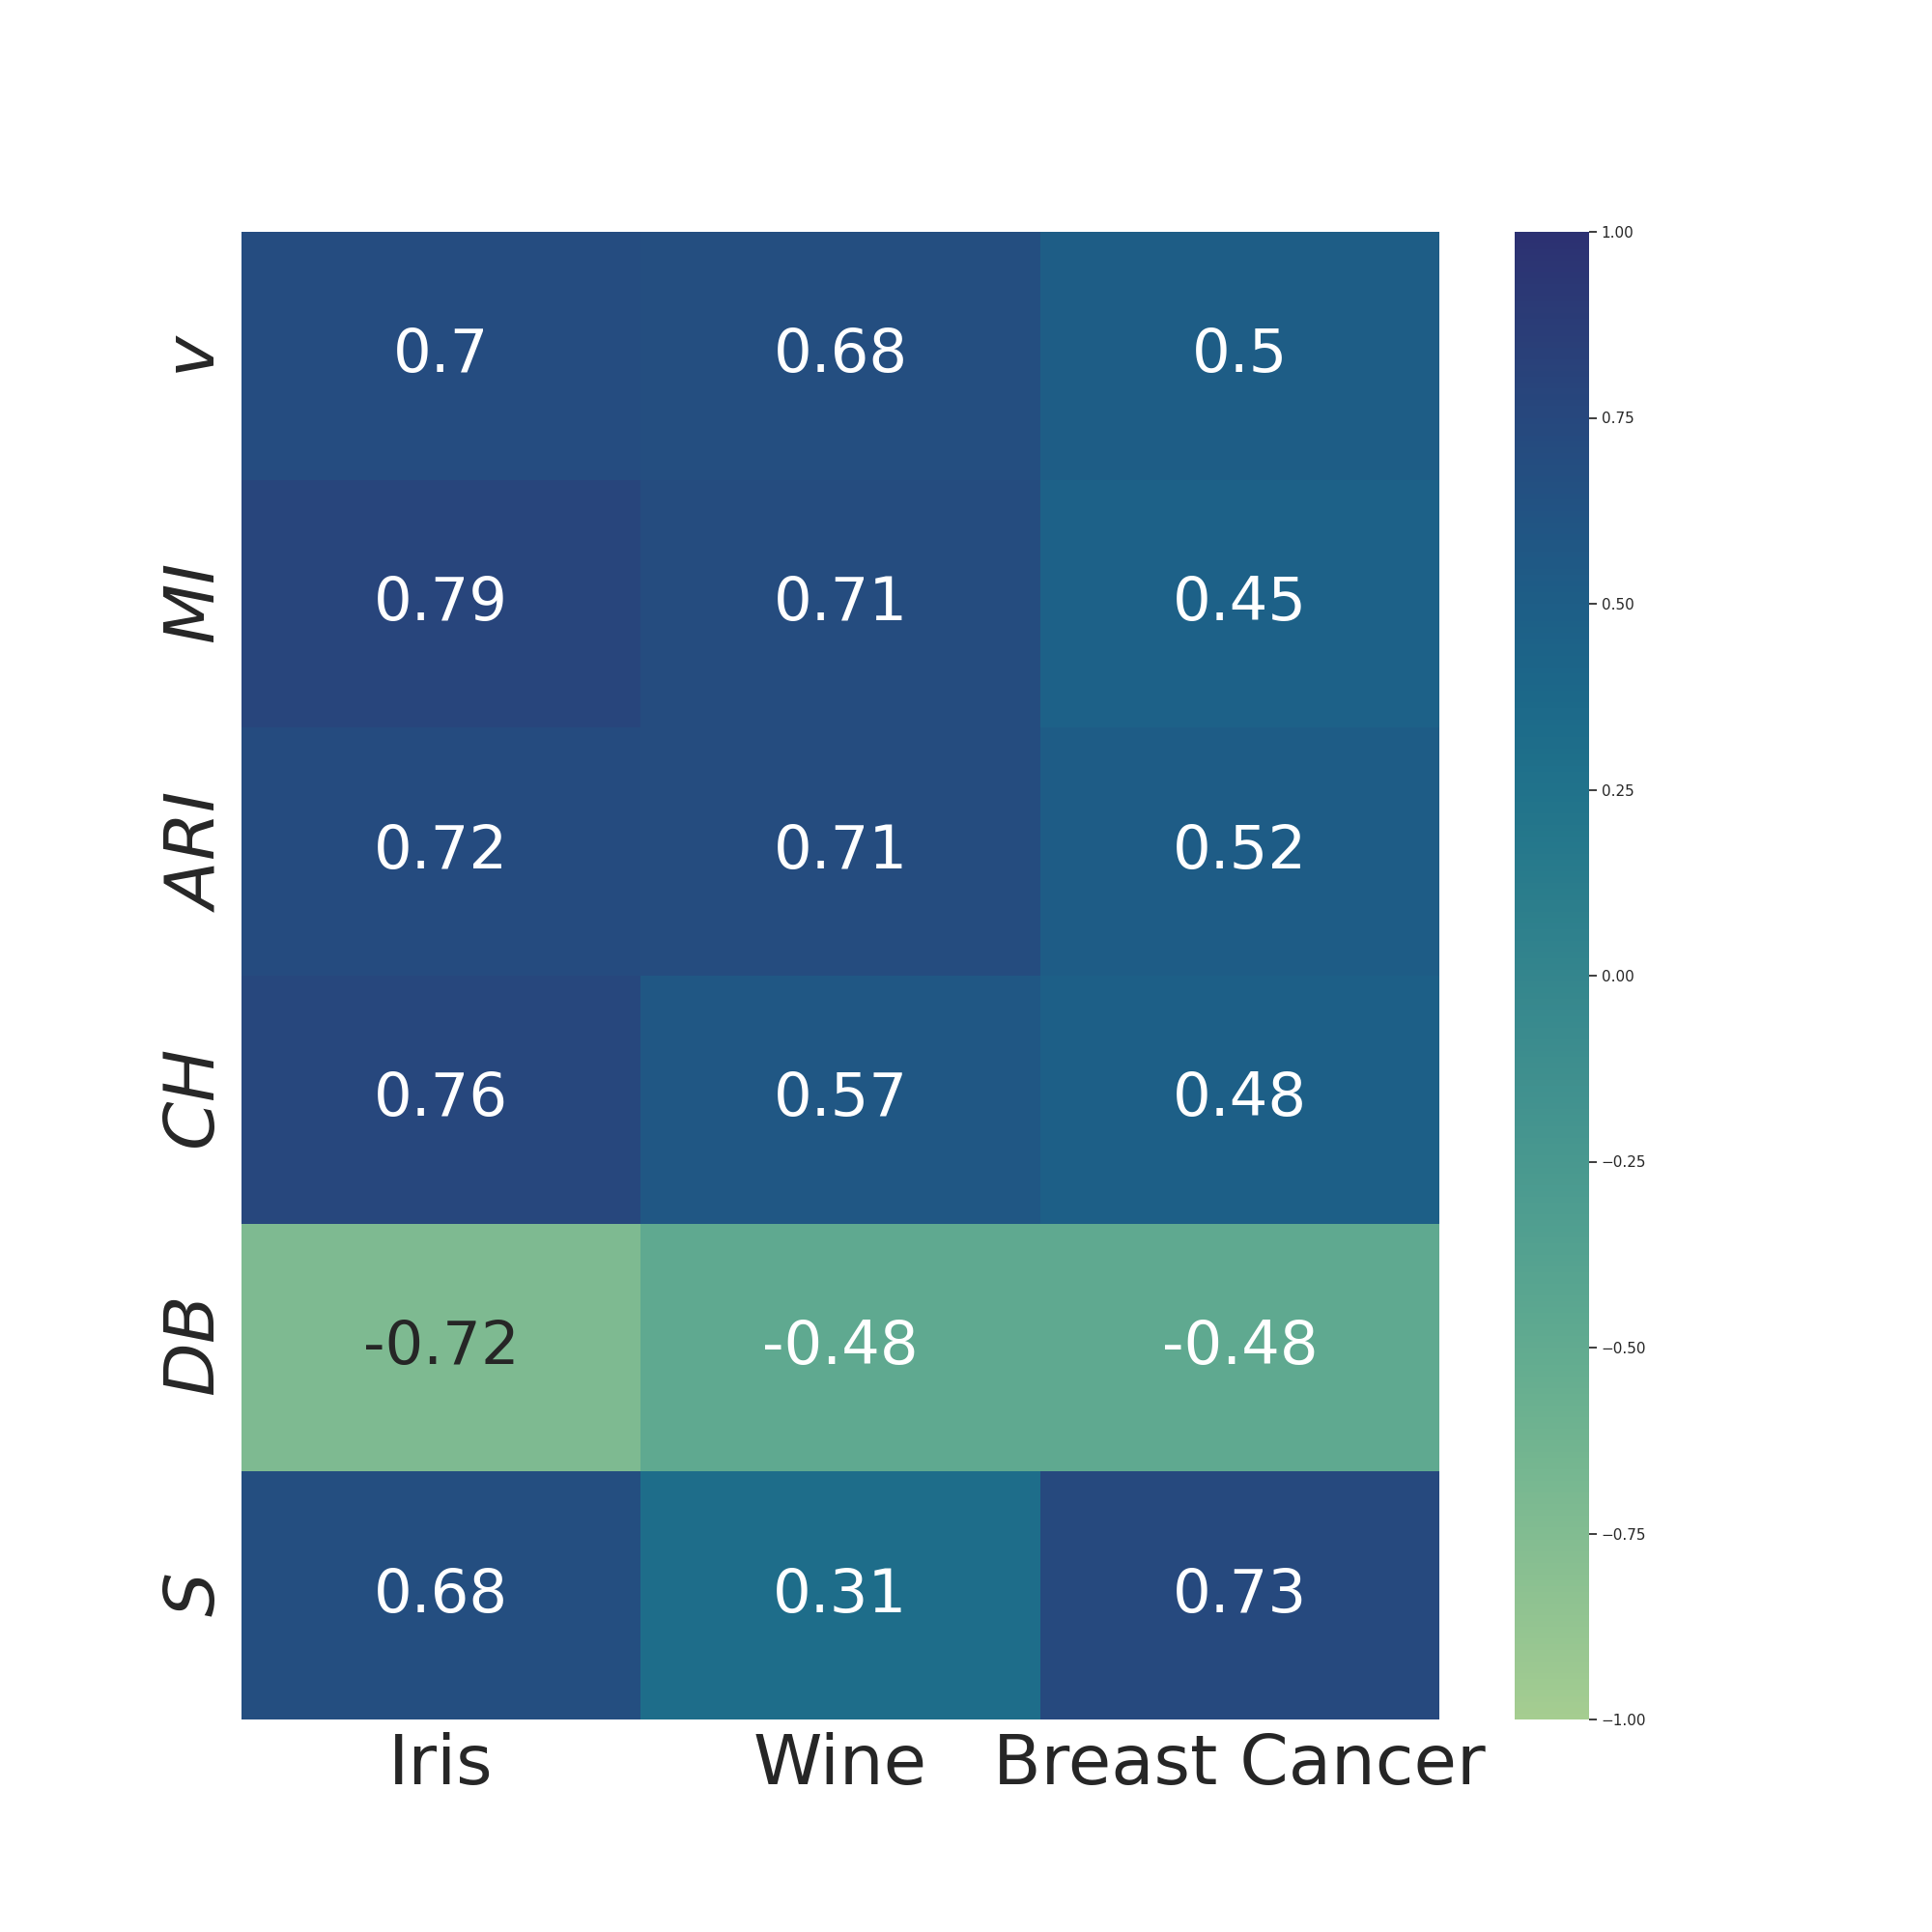 v 0.7 0.68 0.5
MI 0.79 0.71 0.45
ARI 0.72 0.71 0.52
CH 0.76 0.57 0.48
DB -0.72 -0.48 -0.48
S 0.68 0.31 0.73
Iris Wine Breast Cancer
1.00
0.75
0.50
0.25
0.00
−0.25
−0.50
−0.75
−1.00